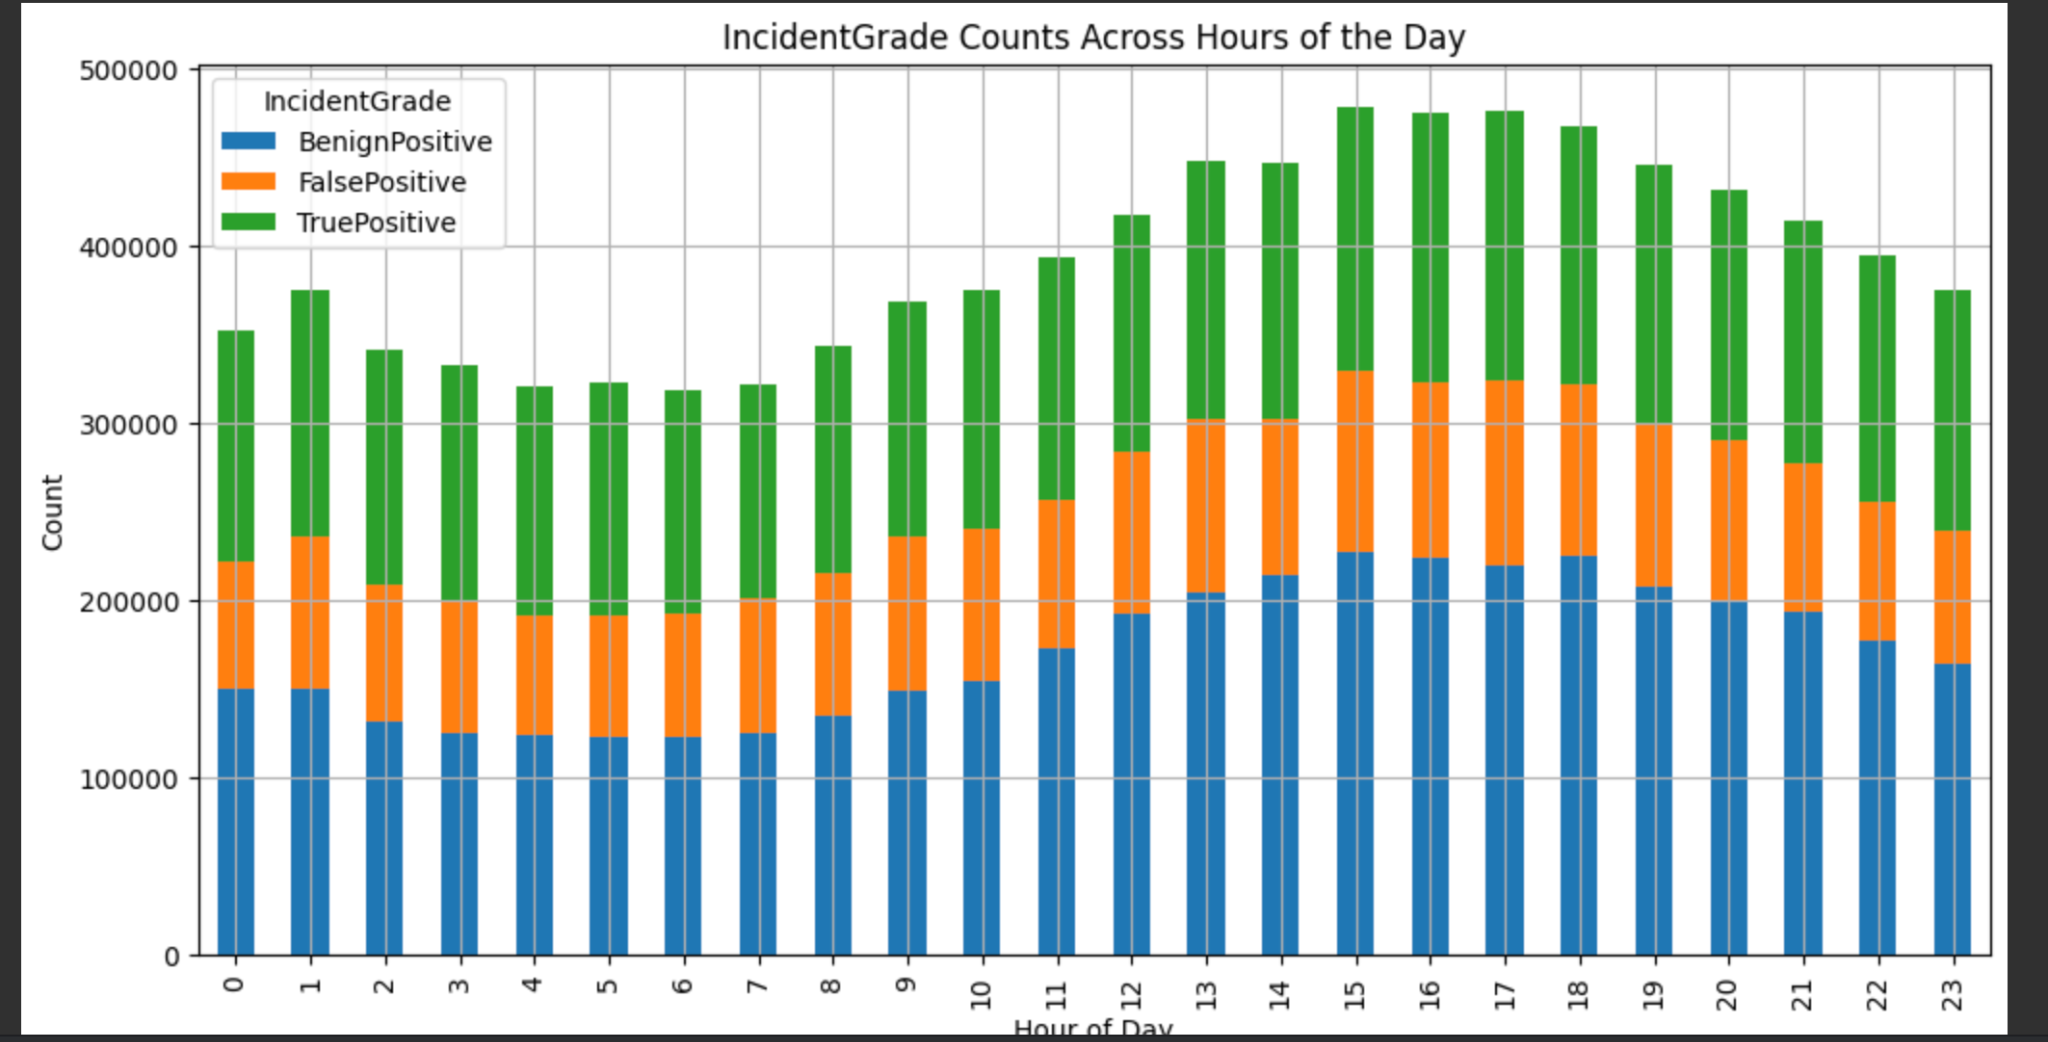 IncidentGrade Counts Across Hours of the Day
500000
IncidentGrade
BenignPositive
FalsePositive
TruePositive
400000
300000
Count
200000
100000
0
0 1 2 3 4 5 6 7 8 9 10 11 12 13 14 15 16 17 18 19 20 21 22 23
Hour of Day